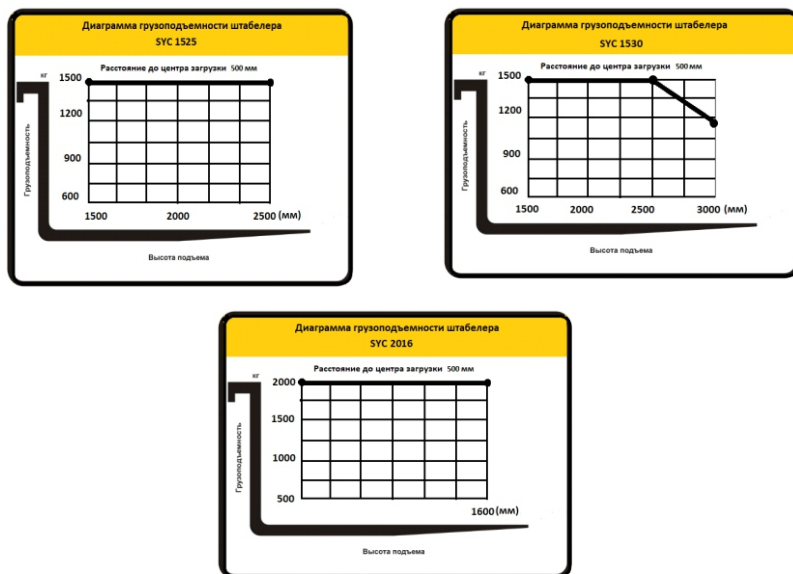 Диаграмма грузоподъемности штабелера
SYC 1525
Расстояние до центра загрузки 500 мм
кг
1500
1200
900
600
Грузоподъемность
1500 2000 2500 (мм)
Высота подъема
Диаграмма грузоподъемности штабелера
SYC 1530
Расстояние до центра загрузки 500 мм
кг
1500
1200
900
600
Грузоподъемность
1500 2000 2500 3000 (мм)
Высота подъема
Диаграмма грузоподъемности штабелера
SYC 2016
Расстояние до центра загрузки 500 мм
кг
2000
1500
1000
500
Грузоподъемность
1600 (мм)
Высота подъема